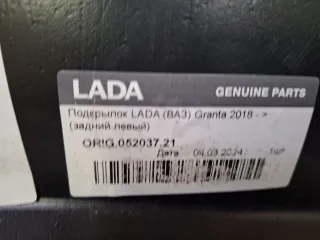 LADA GENUINE PARTS
Подкрылок LADA (ВАЗ) Granta 2018 - >
(задний левый)
ORIG.052037.21
Дата 04.03.2024